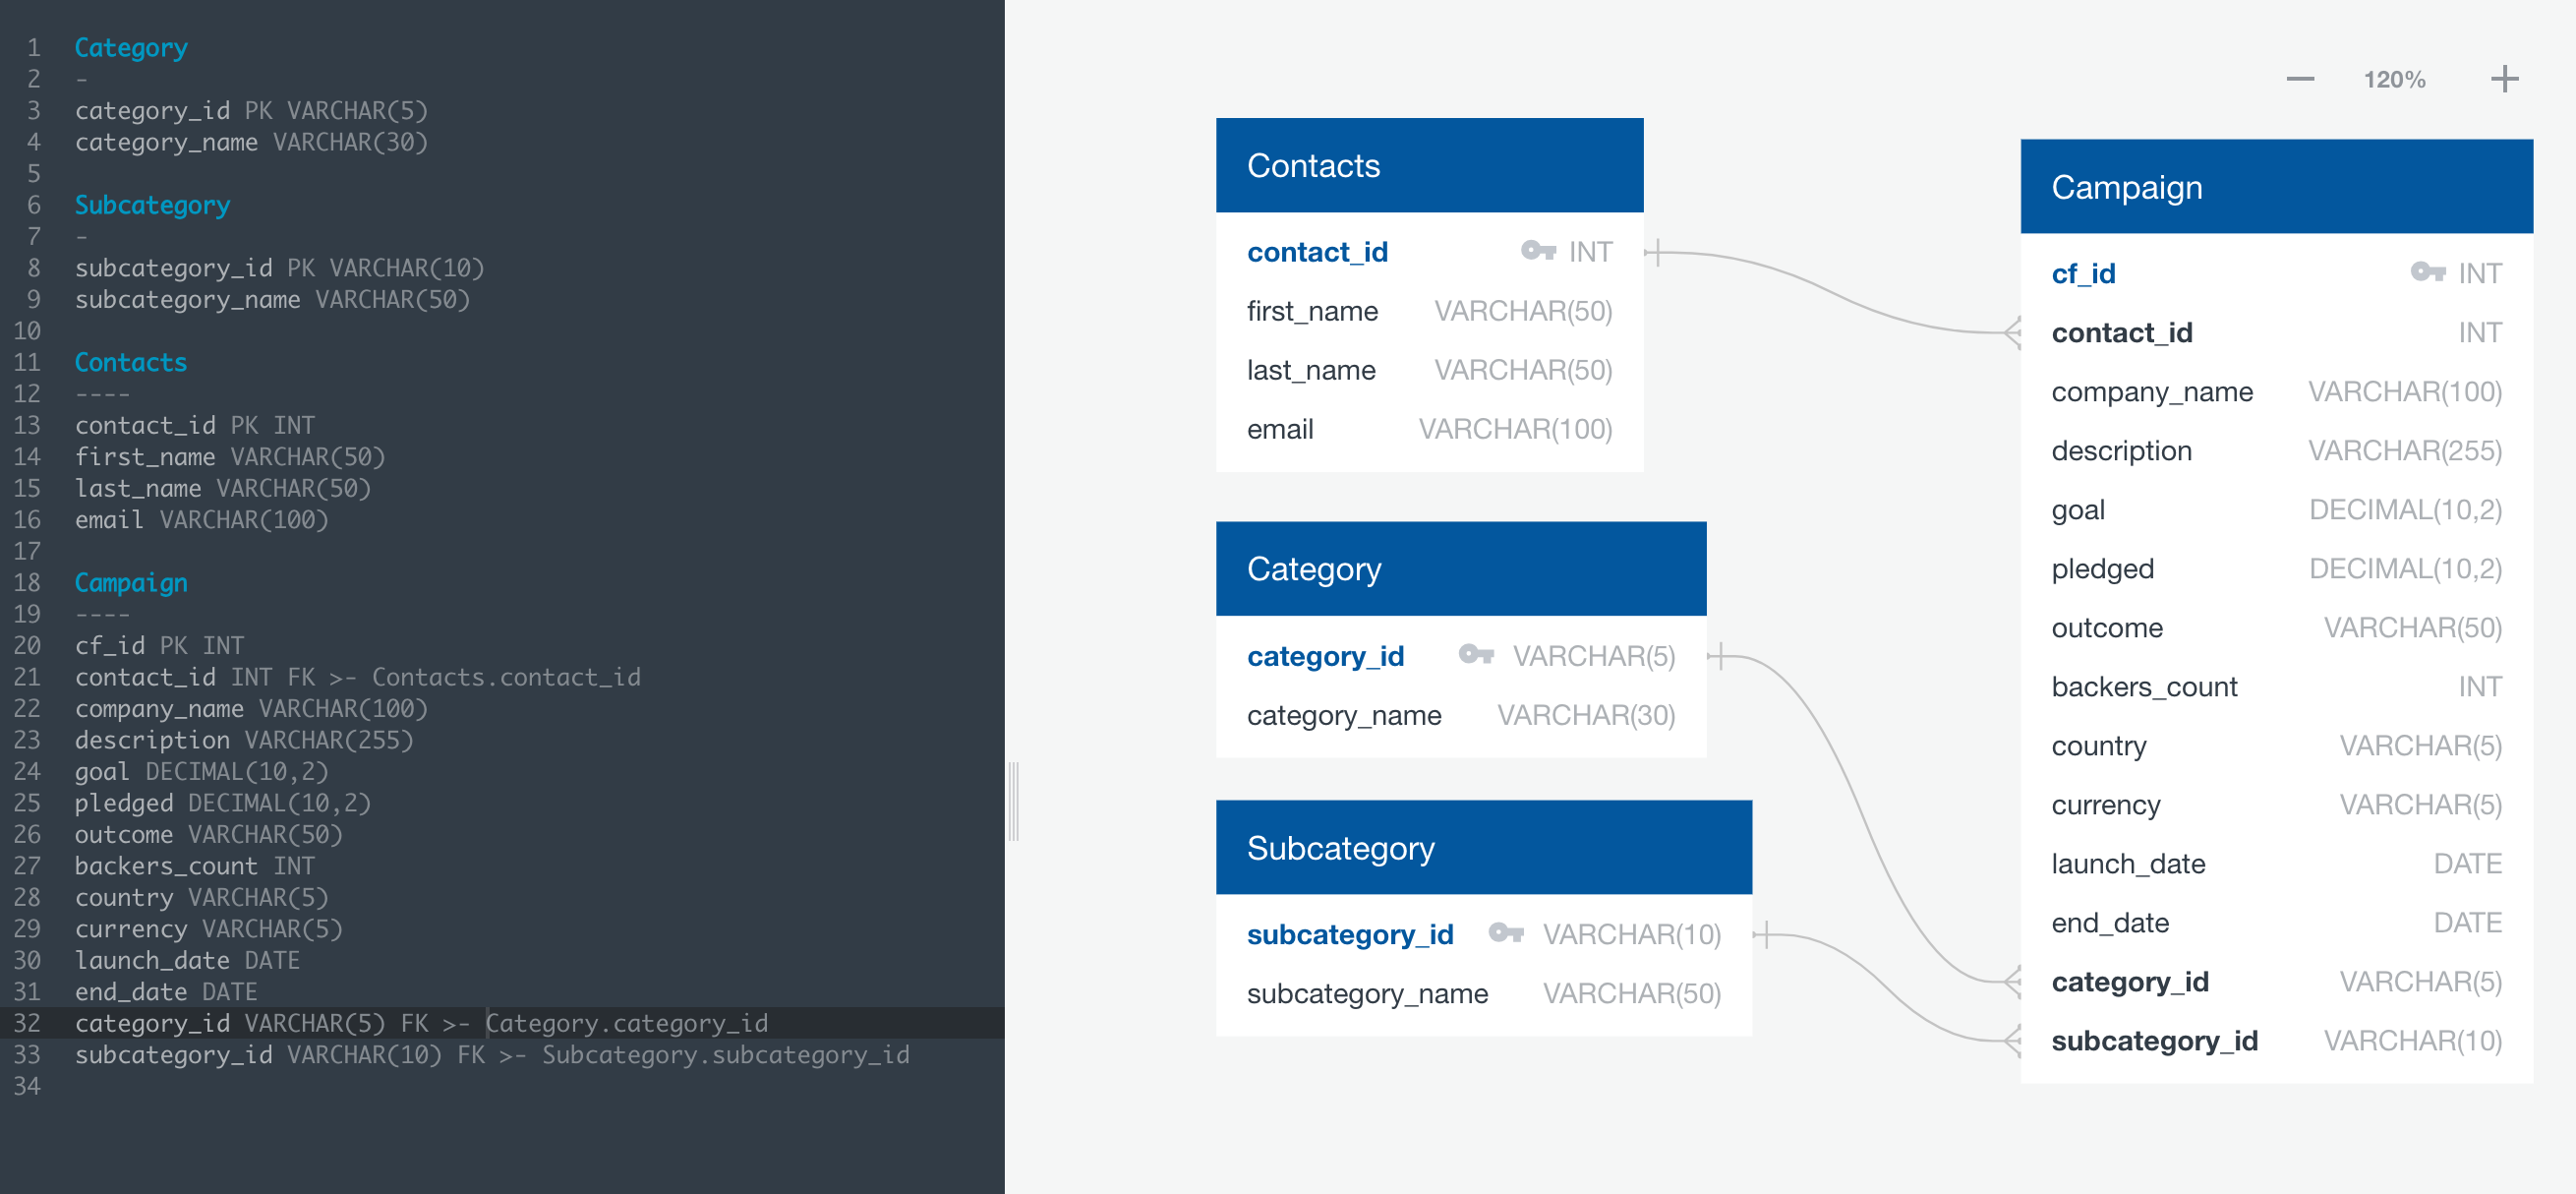 1 Category
2 -
3 category_id PK VARCHAR(5)
4 category_name VARCHAR(30)
5
6 Subcategory
7 -
8 subcategory_id PK VARCHAR(10)
9 subcategory_name VARCHAR(50)
10
11 Contacts
12 ----
13 contact_id PK INT
14 first_name VARCHAR(50)
15 last_name VARCHAR(50)
16 email VARCHAR(100)
17
18 Campaign
19 ----
20 cf_id PK INT
21 contact_id INT FK >- Contacts.contact_id
22 company_name VARCHAR(100)
23 description VARCHAR(255)
24 goal DECIMAL(10,2)
25 pledged DECIMAL(10,2)
26 outcome VARCHAR(50)
27 backers_count INT
28 country VARCHAR(5)
29 currency VARCHAR(5)
30 launch_date DATE
31 end_date DATE
32 category_id VARCHAR(5) FK >- Category.category_id
33 subcategory_id VARCHAR(10) FK >- Subcategory.subcategory_id
34
120%
Contacts
contact_id INT
first_name VARCHAR(50)
last_name VARCHAR(50)
email VARCHAR(100)
Category
category_id VARCHAR(5)
category_name VARCHAR(30)
Subcategory
subcategory_id VARCHAR(10)
subcategory_name VARCHAR(50)
Campaign
cf_id INT
contact_id INT
company_name VARCHAR(100)
description VARCHAR(255)
goal DECIMAL(10,2)
pledged DECIMAL(10,2)
outcome VARCHAR(50)
backers_count INT
country VARCHAR(5)
currency VARCHAR(5)
launch_date DATE
end_date DATE
category_id VARCHAR(5)
subcategory_id VARCHAR(10)